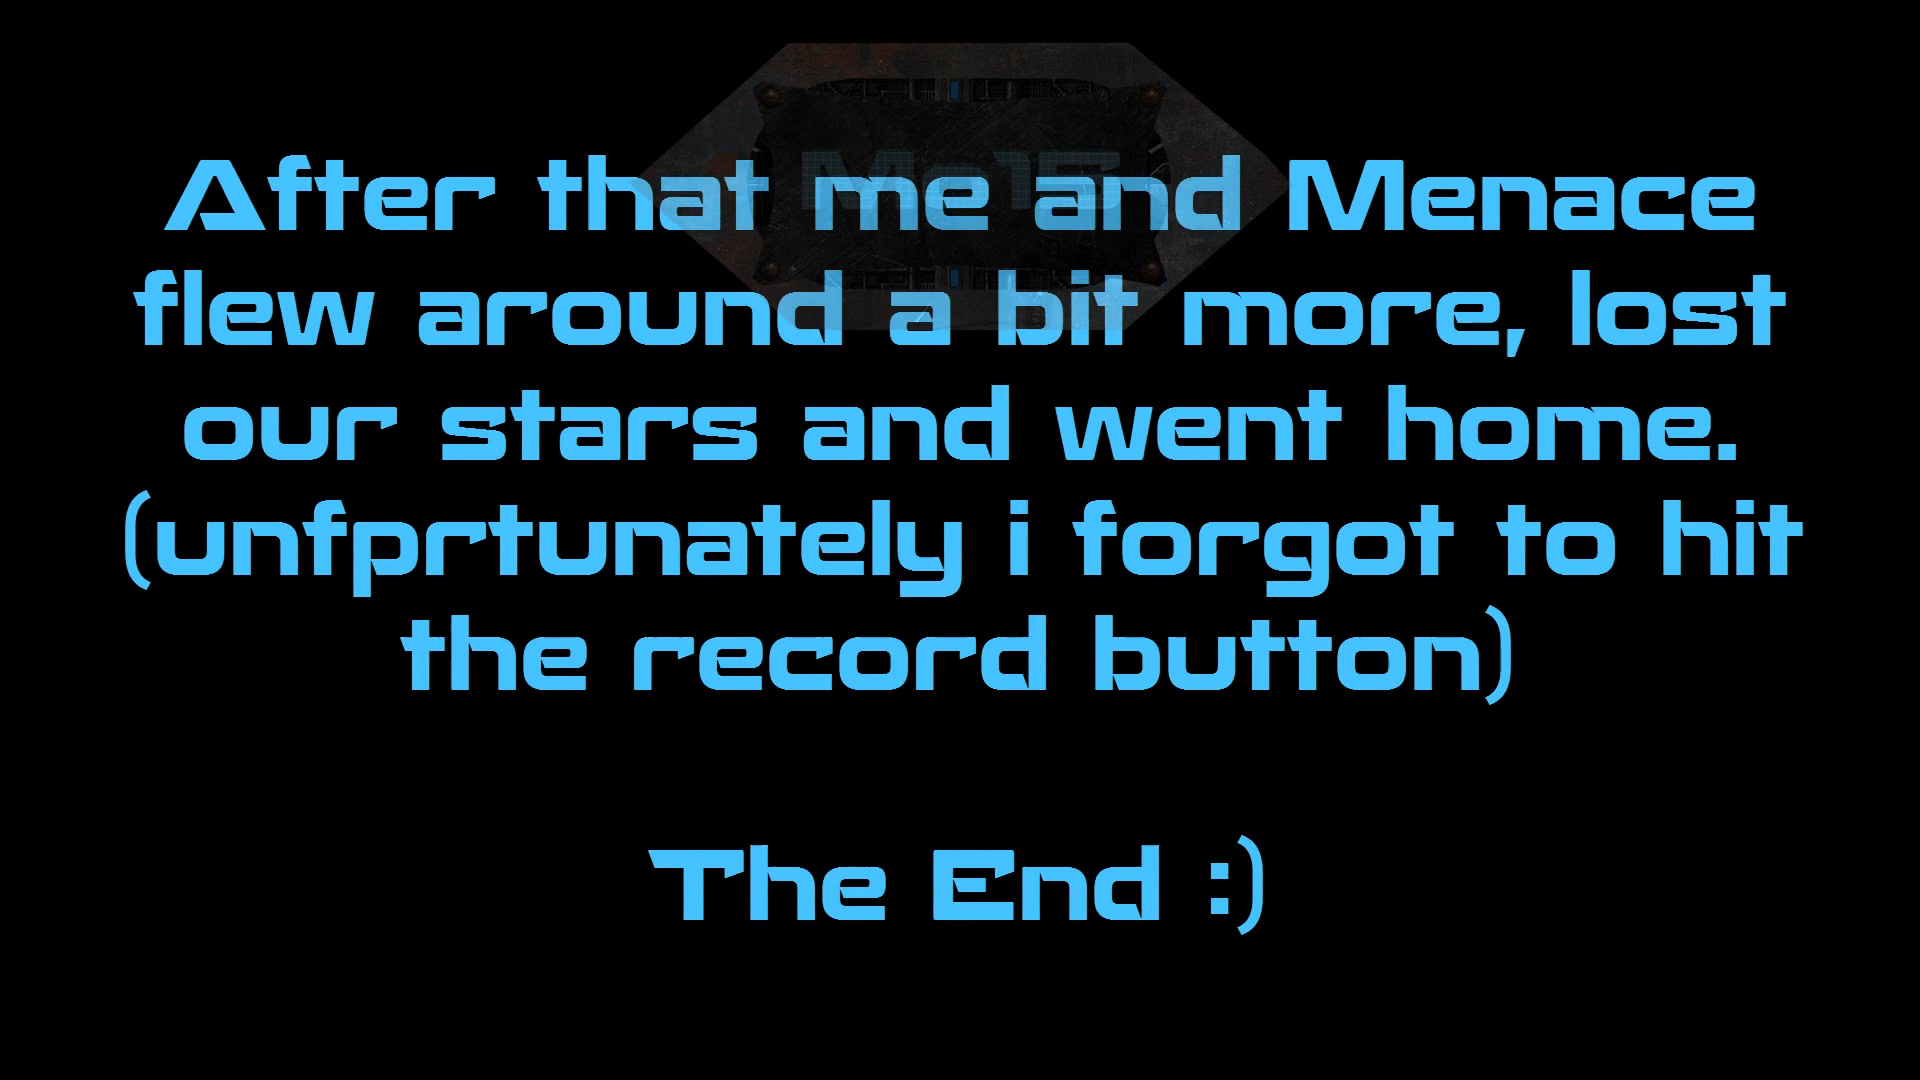 After that me and Menace
flew around a bit more, lost
our stars and went home.
(unfprtunately i forgot to hit
the record button)
The End :)